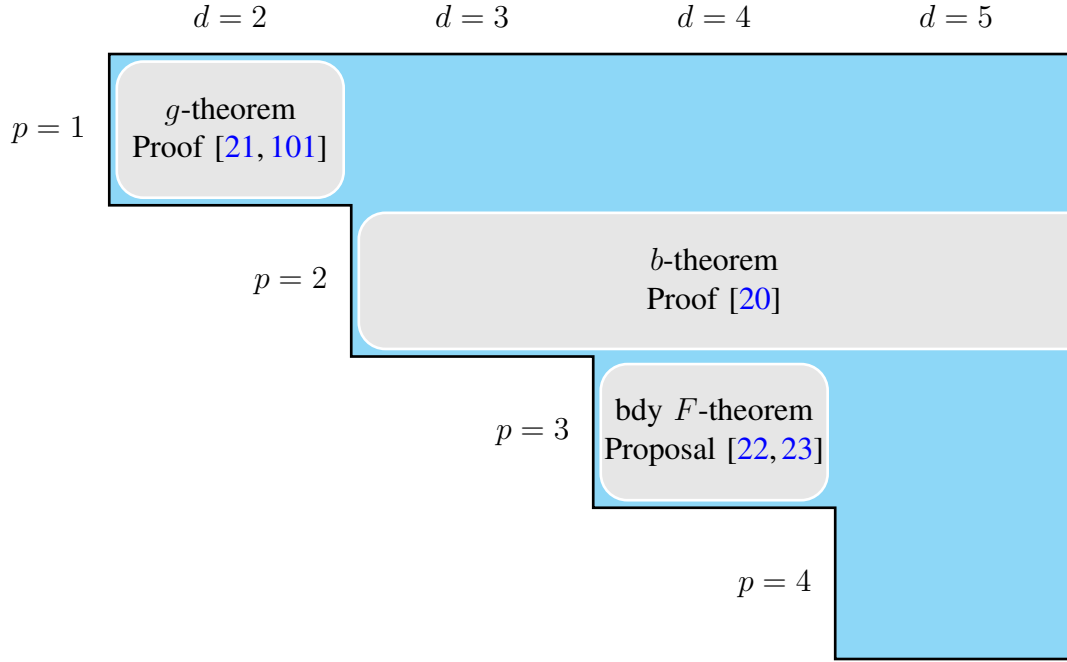 d = 2 d = 3 d = 4 d = 5
p = 1
g-theorem
Proof [21, 101]
p = 2
b-theorem
Proof [20]
p = 3
bdy F-theorem
Proposal [22, 23]
p = 4